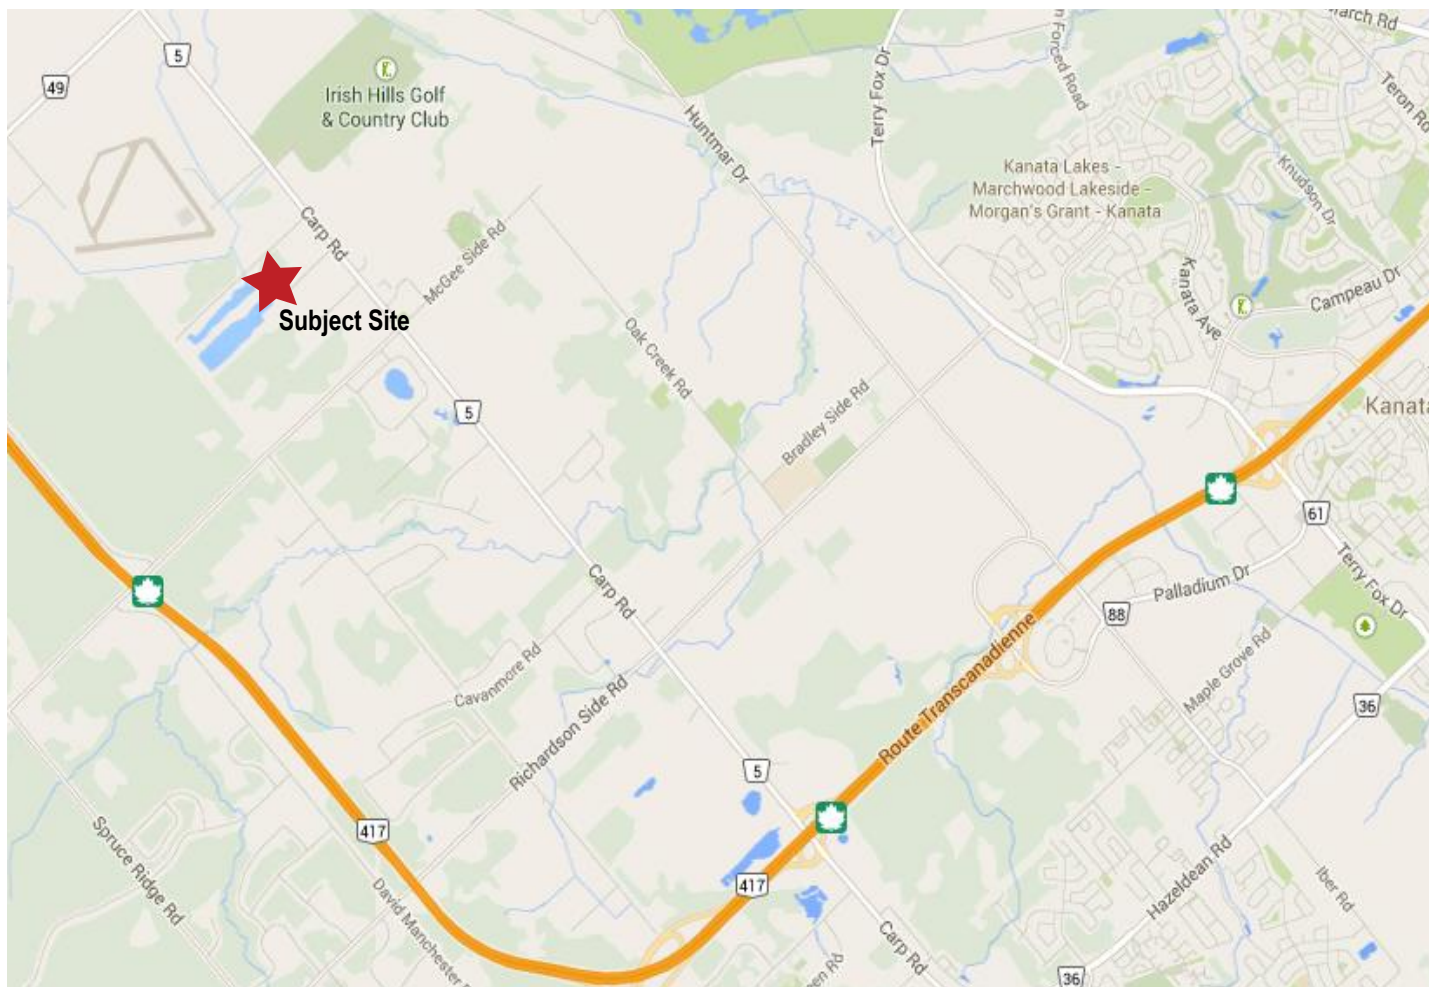 5
49
Irish Hills Golf
& Country Club
Huntmar Dr
Terry Fox Dr
Forced Road
March Rd
Teron Ro
Kanata Lakes -
Marchwood Lakeside -
Morgan's Grant - Kanata
Knudson Dr
Carp Rd
McGee Side Rd
Subject Site
Kanata Ave
Campeau Dr
Oak Creek Rd
5
Bradley Side Rd
Kanata
61
Terry Fox Dr
Carp Rd
Palladium Dr
88
Cavanmore Rd
Richardson Side Rd
Route Transcanadienne
Maple Grove Rd
36
5
417
Spruce Ridge Rd
David Manchester
417
Hazeldean Rd
Iber Rd
Carp Rd
en Rd
36